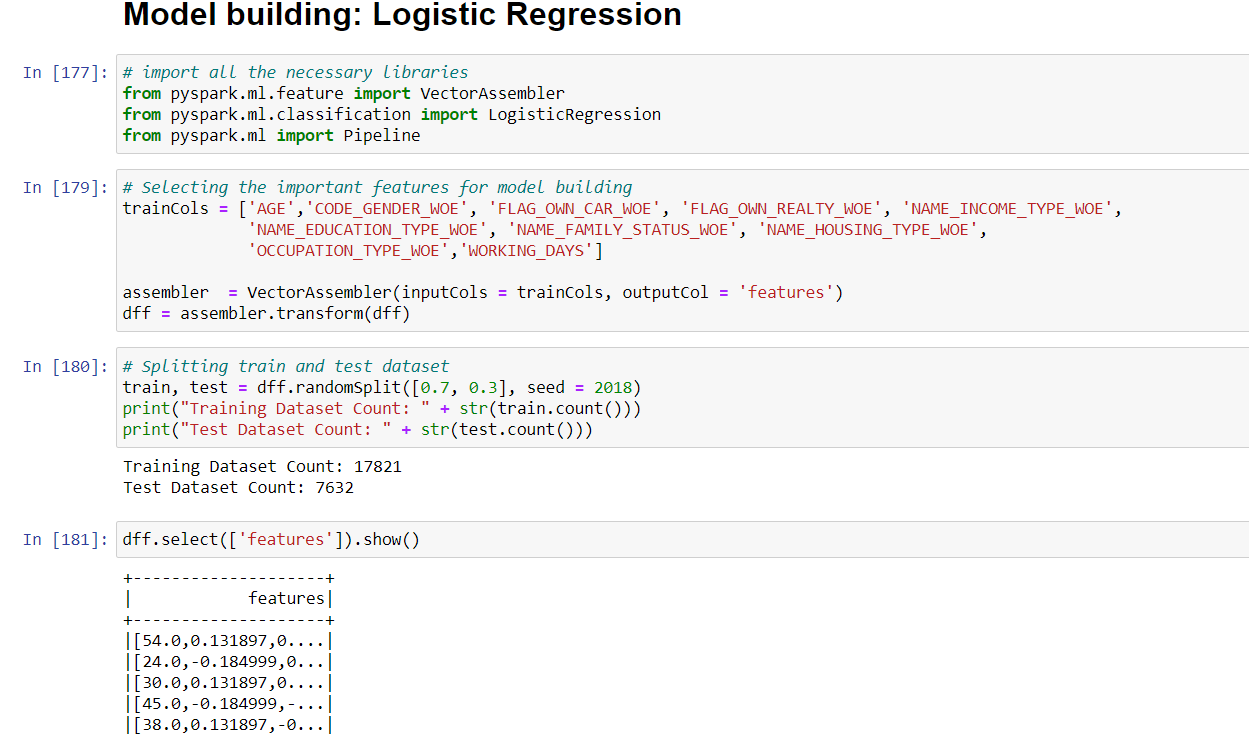 Model building: Logistic Regression
In [177]: # import all the necessary libraries
from pyspark.ml.feature import VectorAssembler
from pyspark.ml.classification import LogisticRegression
from pyspark.ml import Pipeline
In [179]: # Selecting the important features for model building
trainCols = ['AGE','CODE_GENDER_WOE', 'FLAG_OWN_CAR_WOE', 'FLAG_OWN_REALTY_WOE', 'NAME_INCOME_TYPE_WOE',
'NAME_EDUCATION_TYPE_WOE', 'NAME_FAMILY_STATUS_WOE', 'NAME_HOUSING_TYPE_WOE',
'OCCUPATION_TYPE_WOE','WORKING_DAYS']
assembler  = VectorAssembler(inputCols = trainCols, outputCol = 'features')
dff = assembler.transform(dff)
In [180]: # Splitting train and test dataset
train, test = dff.randomSplit([0.7, 0.3], seed = 2018)
print("Training Dataset Count: " + str(train.count()))
print("Test Dataset Count: " + str(test.count()))
Training Dataset Count: 17821
Test Dataset Count: 7632
In [181]: dff.select(['features']).show()
+--------------------+
|            features|
+--------------------+
|[54.0,0.131897,0....|
|[24.0,-0.184999,0...|
|[30.0,0.131897,0....|
|[45.0,-0.184999,-...|
|[38.0,0.131897,-0...|